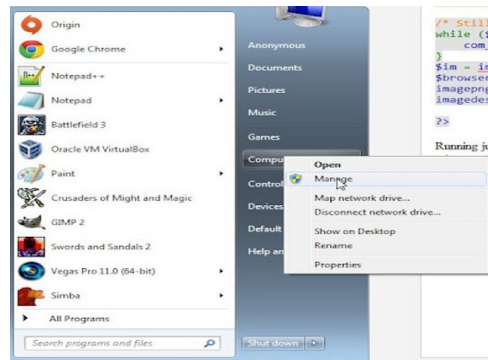 Origin
Google Chrome
Notepad++
Notepad
Battlefield 3
Oracle VM VirtualBox
Paint
Crusaders of Might and Magic
GIMP 2
Swords and Sandals 2
Vegas Pro 11.0 (64-bit)
Simba
All Programs
Search programs and files
Anonymous
Documents
Pictures
Music
Games
Compu
Control
Devices
Default
Help an
Shut down
Open
Manage
Map network drive...
Disconnect network drive...
Show on Desktop
Rename
Properties
/* Still
while ($
com_
}
$im = im
$browser
imagepng
imagedes
?>
Running ju